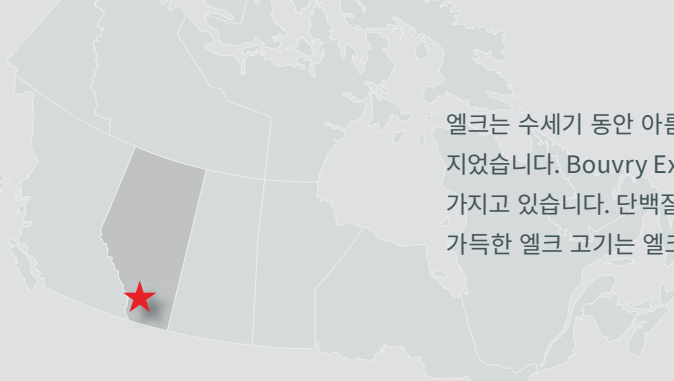 엘크는 수세기 동안 아름
지었습니다. Bouvry Ex
가지고 있습니다. 단백질
가득한 엘크 고기는 엘크